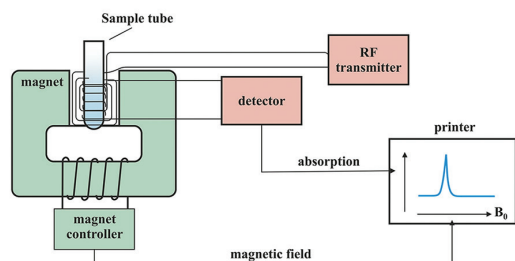 Sample tube
RF
transmitter
magnet
detector
printer
absorption
B₀
magnet
controller
magnetic field